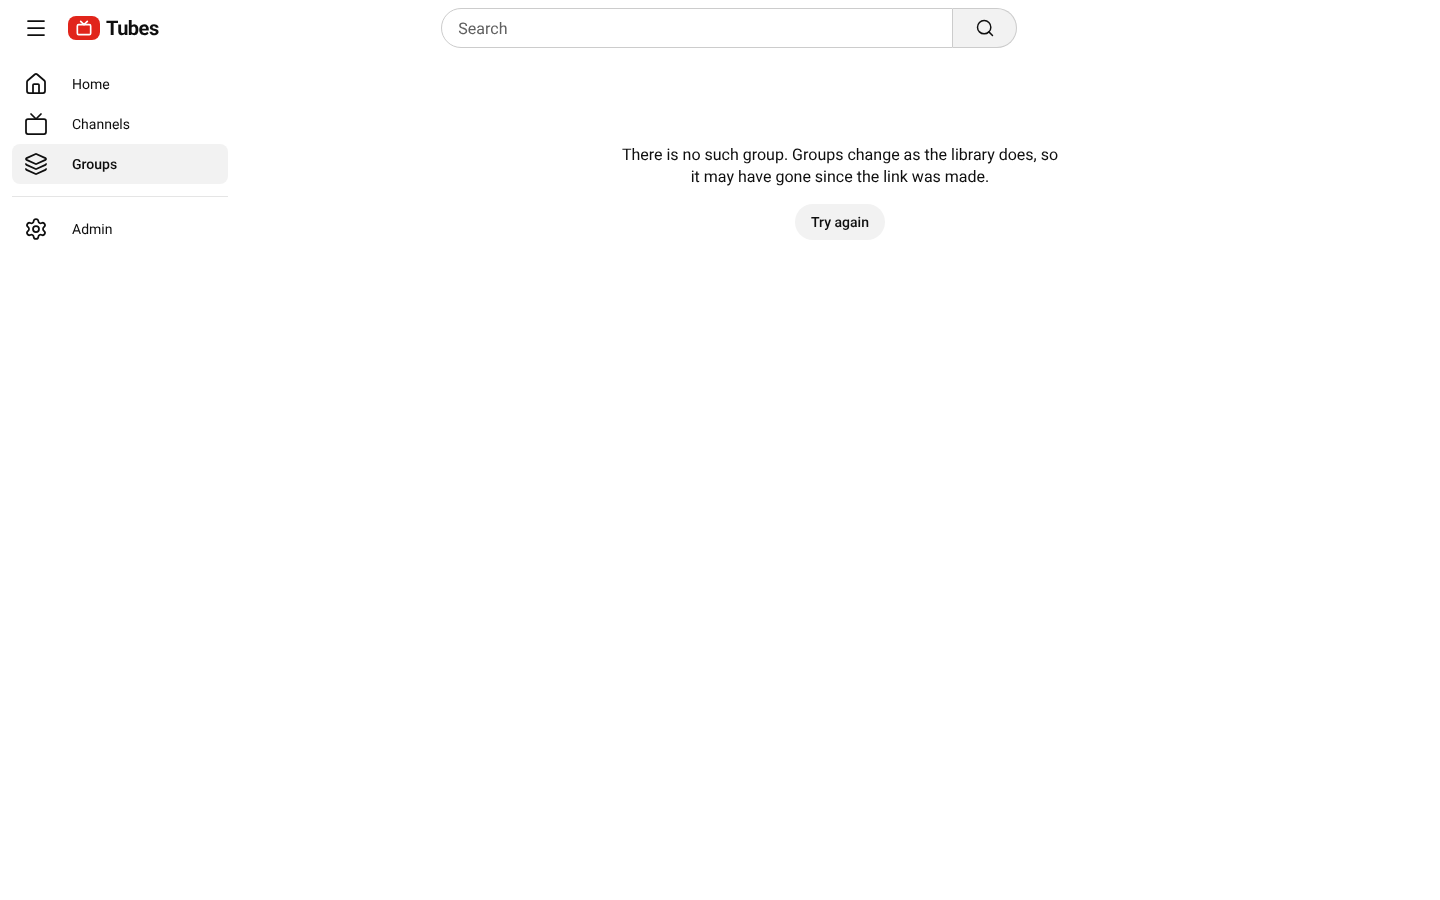 Tubes
Search
Home
Channels
Groups
Admin
There is no such group. Groups change as the library does, so
it may have gone since the link was made.
Try again